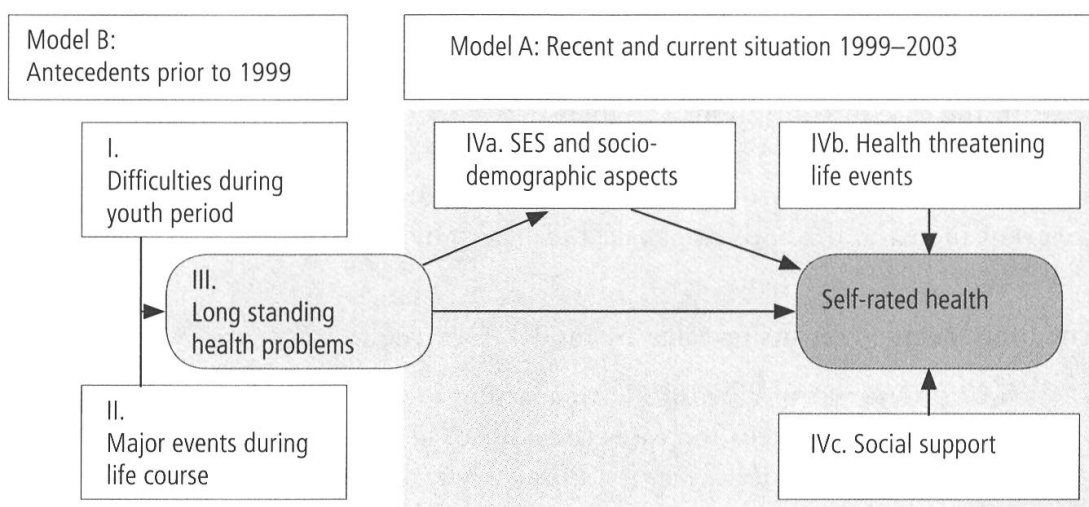 Model B:
Antecedents prior to 1999
Model A: Recent and current situation 1999–2003
I.
Difficulties during
youth period
IVa. SES and socio-
demographic aspects
IVb. Health threatening
life events
III.
Long standing
health problems
Self-rated health
II.
Major events during
life course
IVc. Social support